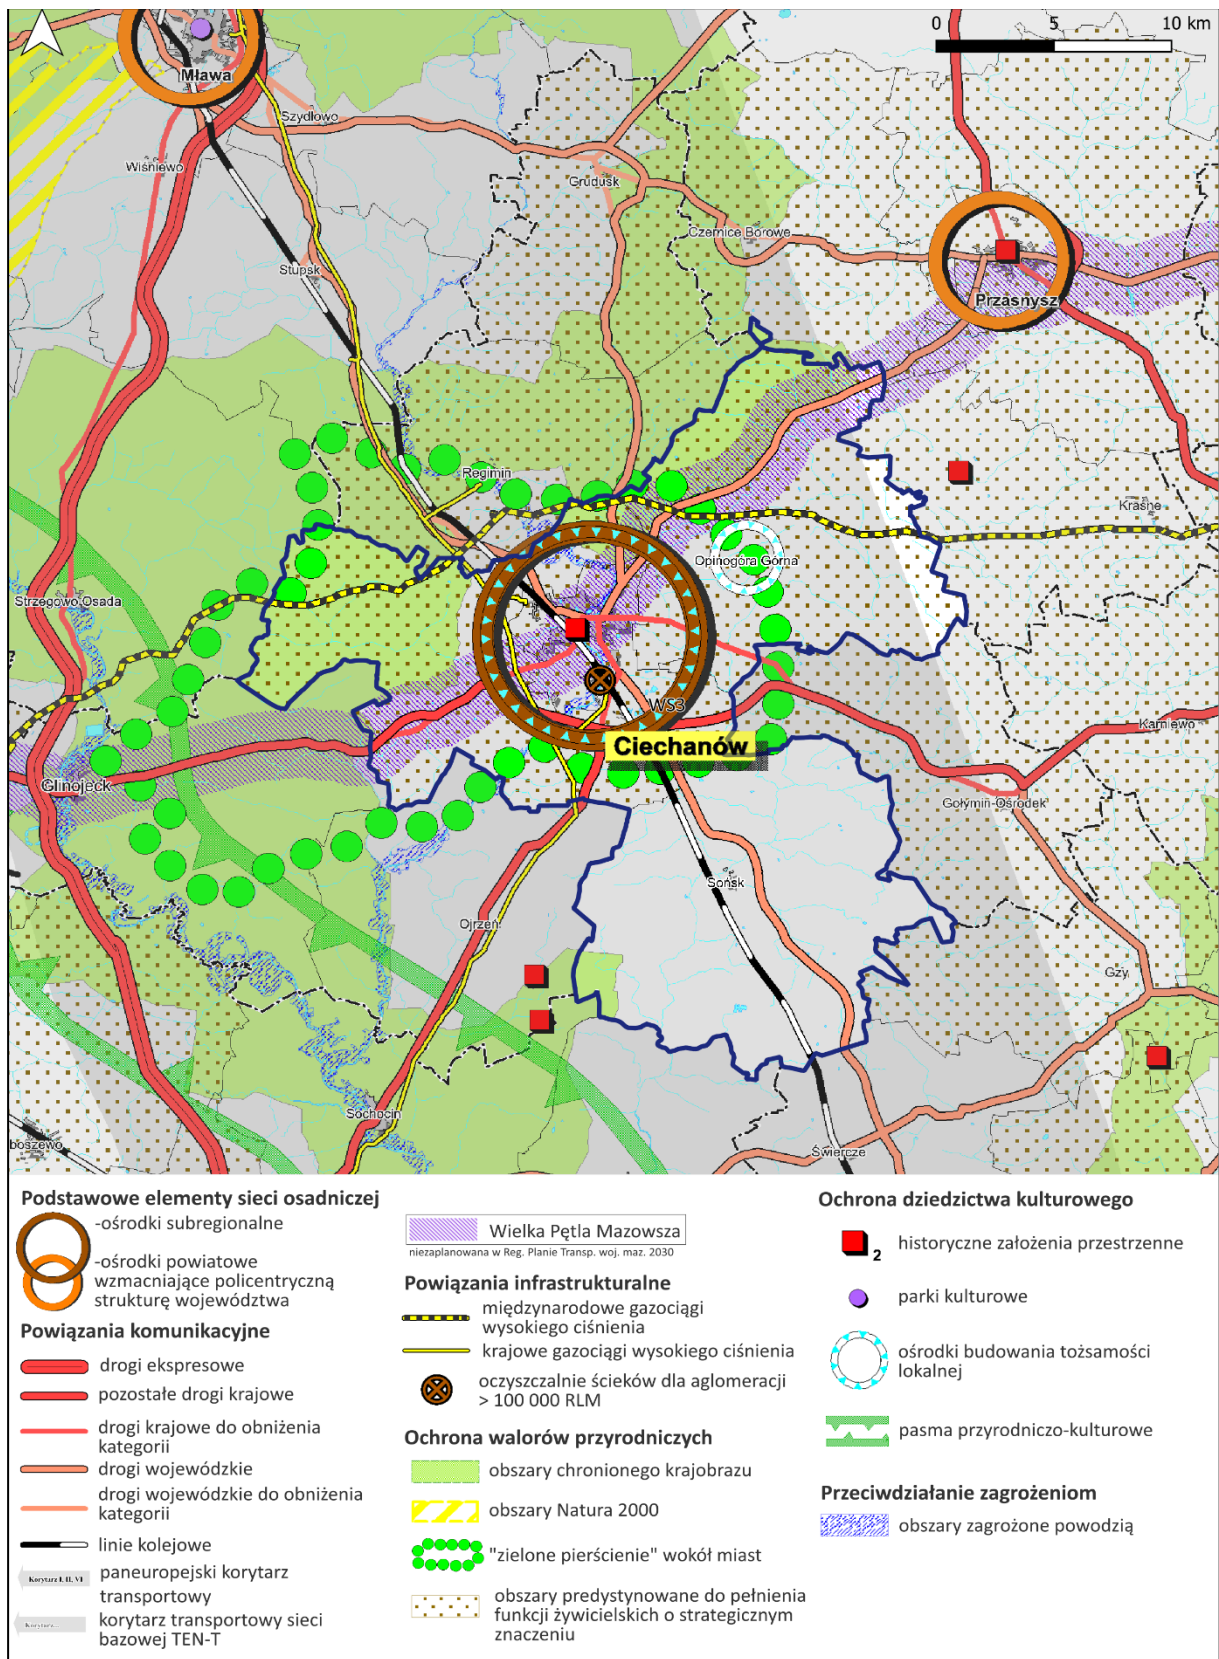 0 5 10 km
Mława
Szydłowo
Wiśniewo
Grudusk
Czernice Borowe
Stupsk
Przasnysz
Regimin
Krasne
Opinogóra Górna
Strzegowo Osada
WS3
Ciechanów
Karniewo
Glinojeck
Gołymin-Ośrodek
Sońsk
Ojrzeń
Gzy
Sochocin
boszewo
Świercze
Podstawowe elementy sieci osadniczej
-ośrodki subregionalne
-ośrodki powiatowe
wzmacniające policentryczną
strukturę województwa
Powiązania komunikacyjne
drogi ekspresowe
pozostałe drogi krajowe
drogi krajowe do obniżenia
kategorii
drogi wojewódzkie
drogi wojewódzkie do obniżenia
kategorii
linie kolejowe
Korytarz I, II, VI
paneuropejski korytarz
transportowy
Korytarz...
korytarz transportowy sieci
bazowej TEN-T
Wielka Pętla Mazowsza
niezaplanowana w Reg. Planie Transp. woj. maz. 2030
Powiązania infrastrukturalne
międzynarodowe gazociągi
wysokiego ciśnienia
krajowe gazociągi wysokiego ciśnienia
oczyszczalnie ścieków dla aglomeracji
> 100 000 RLM
Ochrona walorów przyrodniczych
obszary chronionego krajobrazu
obszary Natura 2000
"zielone pierścienie" wokół miast
obszary predystynowane do pełnienia
funkcji żywicielskich o strategicznym
znaczeniu
Ochrona dziedzictwa kulturowego
2
historyczne założenia przestrzenne
parki kulturowe
ośrodki budowania tożsamości
lokalnej
pasma przyrodniczo-kulturowe
Przeciwdziałanie zagrożeniom
obszary zagrożone powodzią